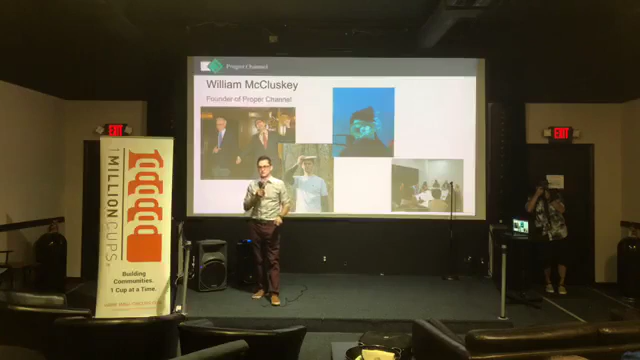 Proper Channel
William McCluskey
Founder of Proper Channel
EXIT
EXIT
1 MILLION CUPS
Building
Communities.
1 Cup at a Time.